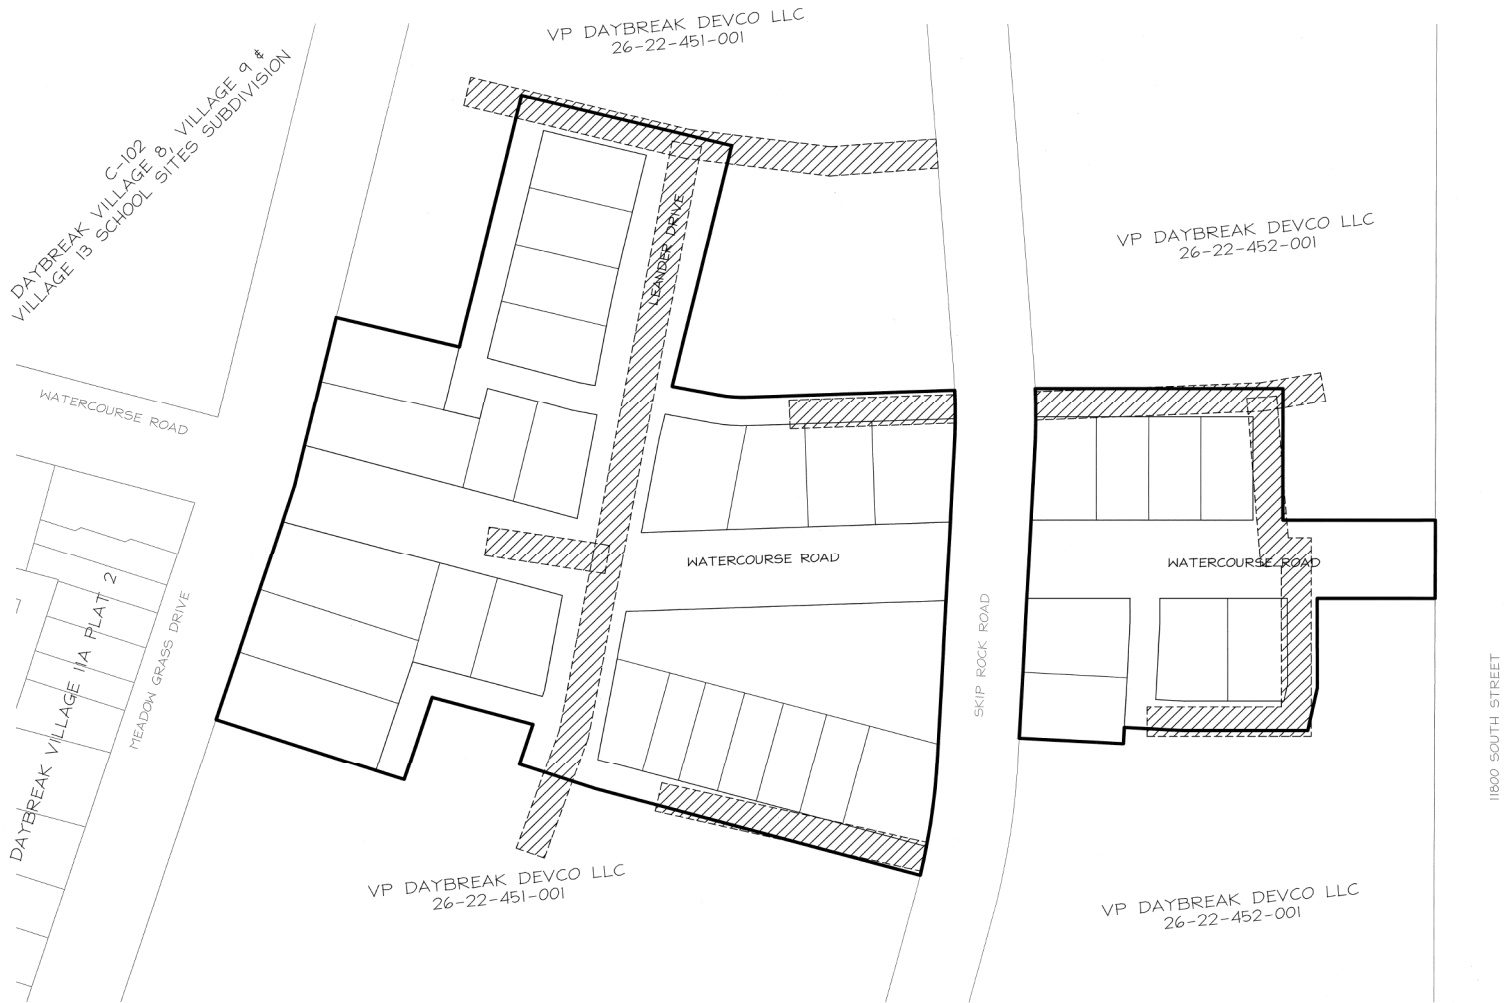 VP DAYBREAK DEVCO LLC
26-22-451-001
C-102
DAYBREAK VILLAGE 8, VILLAGE 9 &
VILLAGE 13 SCHOOL SITES SUBDIVISION
LEANDER DRIVE
VP DAYBREAK DEVCO LLC
26-22-452-001
WATERCOURSE ROAD
WATERCOURSE ROAD
WATERCOURSE ROAD
DAYBREAK VILLAGE 11A PLAT 2
MEADOW GRASS DRIVE
SKIP ROCK ROAD
11800 SOUTH STREET
VP DAYBREAK DEVCO LLC
26-22-451-001
VP DAYBREAK DEVCO LLC
26-22-452-001